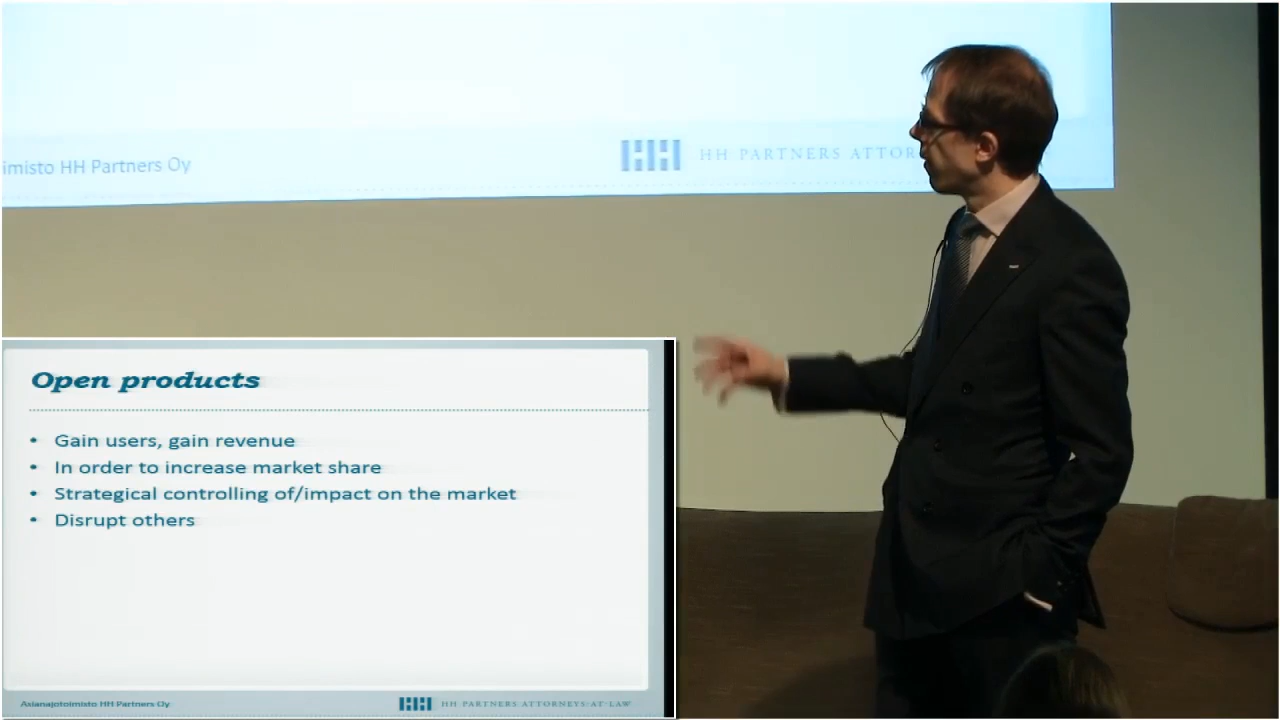 imisto HH Partners Oy
HH PARTNERS ATTOR
Open products
• Gain users, gain revenue
• In order to increase market share
• Strategical controlling of/impact on the market
• Disrupt others
Asianajotoimisto HH Partners Oy
HH PARTNERS ATTORNEYS-AT-LAW